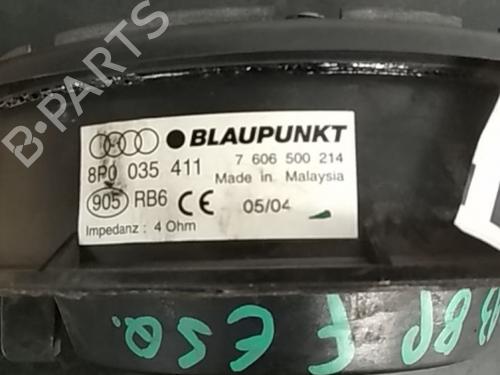 B-PARTS
BLAUPUNKT
8P0 035 411
7 606 500 214
Made in Malaysia
905 RB6 CE 05/04
Impedanz : 4 Ohm
8P F ESQ.